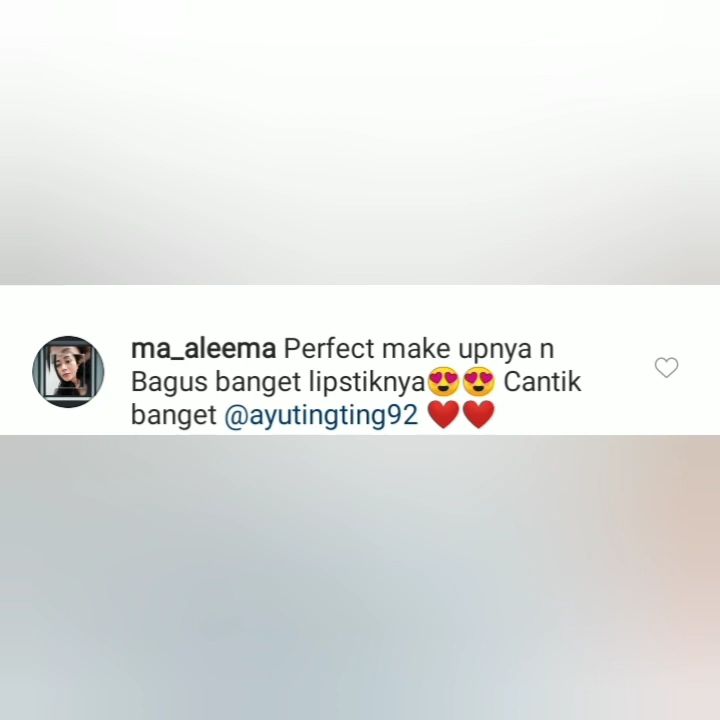 ma_aleema Perfect make upnya n
Bagus banget lipstiknya😍😍 Cantik
banget @ayutingting92 ❤️❤️